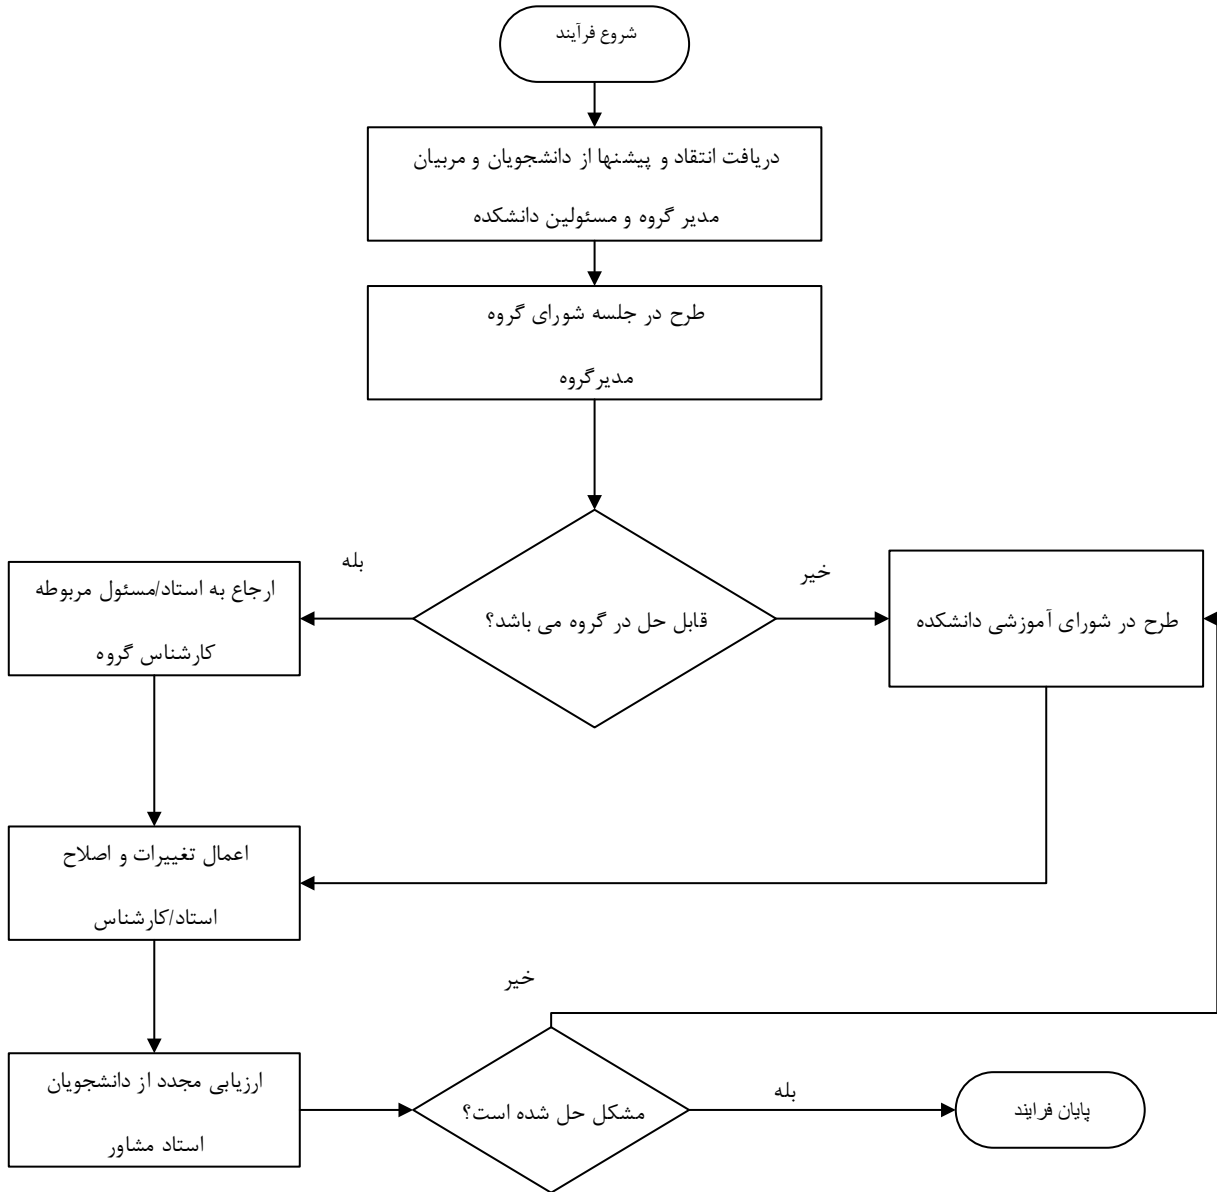 شروع فرآیند
دریافت انتقاد و پیشنها از دانشجویان و مربیان
مدیر گروه و مسئولین دانشکده
طرح در جلسه شورای گروه
مدیرگروه
قابل حل در گروه می باشد؟
خیر
طرح در شورای آموزشی دانشکده
بله
ارجاع به استاد/مسئول مربوطه
کارشناس گروه
اعمال تغییرات و اصلاح
استاد/کارشناس
ارزیابی مجدد از دانشجویان
استاد مشاور
مشکل حل شده است؟
خیر
بله
پایان فرایند